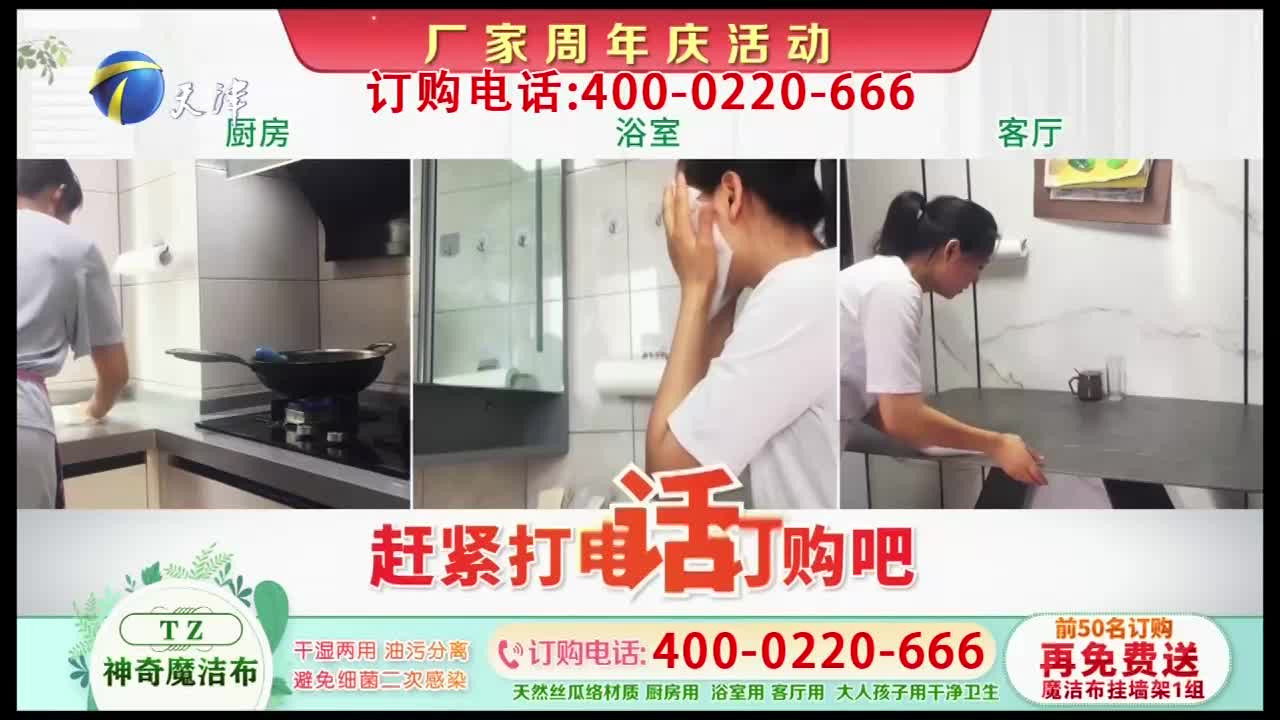 厂家周年庆活动
订购电话:400-0220-666
天津
厨房 浴室 客厅
赶紧打电话订购吧
TZ
神奇魔洁布
干湿两用 油污分离
避免细菌二次感染
订购电话: 400-0220-666
天然丝瓜络材质 厨房用 浴室用 客厅用 大人孩子用干净卫生
前50名订购
再免费送
魔洁布挂墙架1组